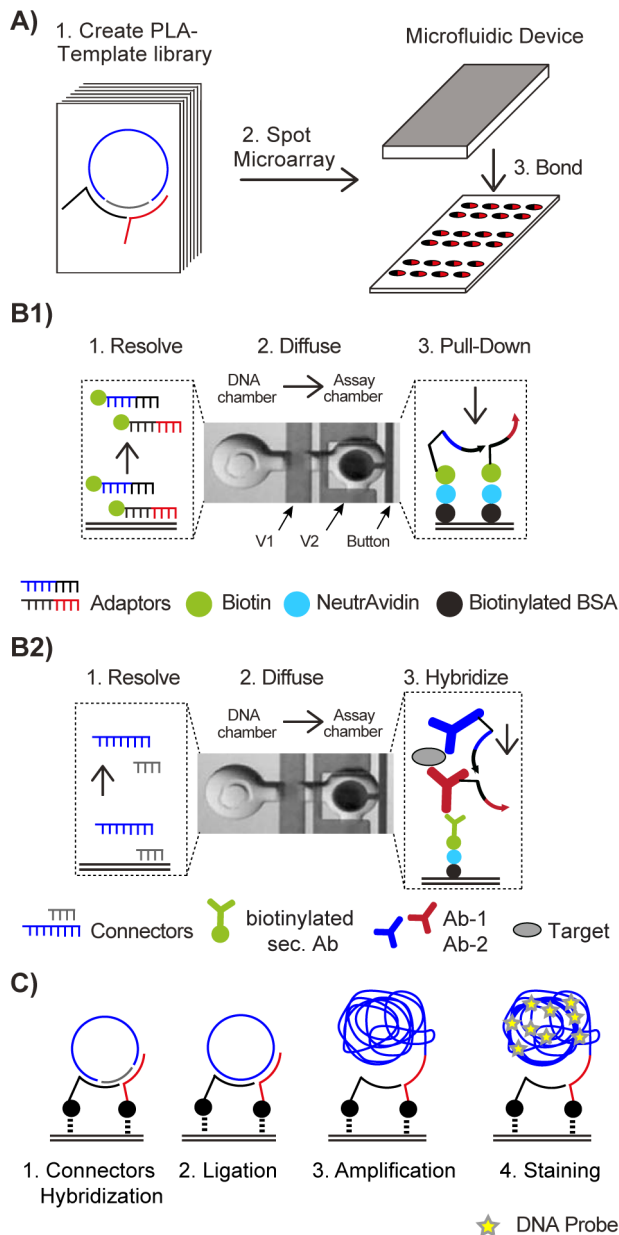 A)
1. Create PLA-
Template library
Microfluidic Device
2. Spot
Microarray
3. Bond
B1)
1. Resolve
2. Diffuse
3. Pull-Down
DNA
chamber
Assay
chamber
V1
V2
Button
Adaptors
Biotin
NeutrAvidin
Biotinylated BSA
B2)
1. Resolve
2. Diffuse
3. Hybridize
DNA
chamber
Assay
chamber
Connectors
biotinylated
sec. Ab
Ab-1
Ab-2
Target
C)
1. Connectors
Hybridization
2. Ligation
3. Amplification
4. Staining
DNA Probe